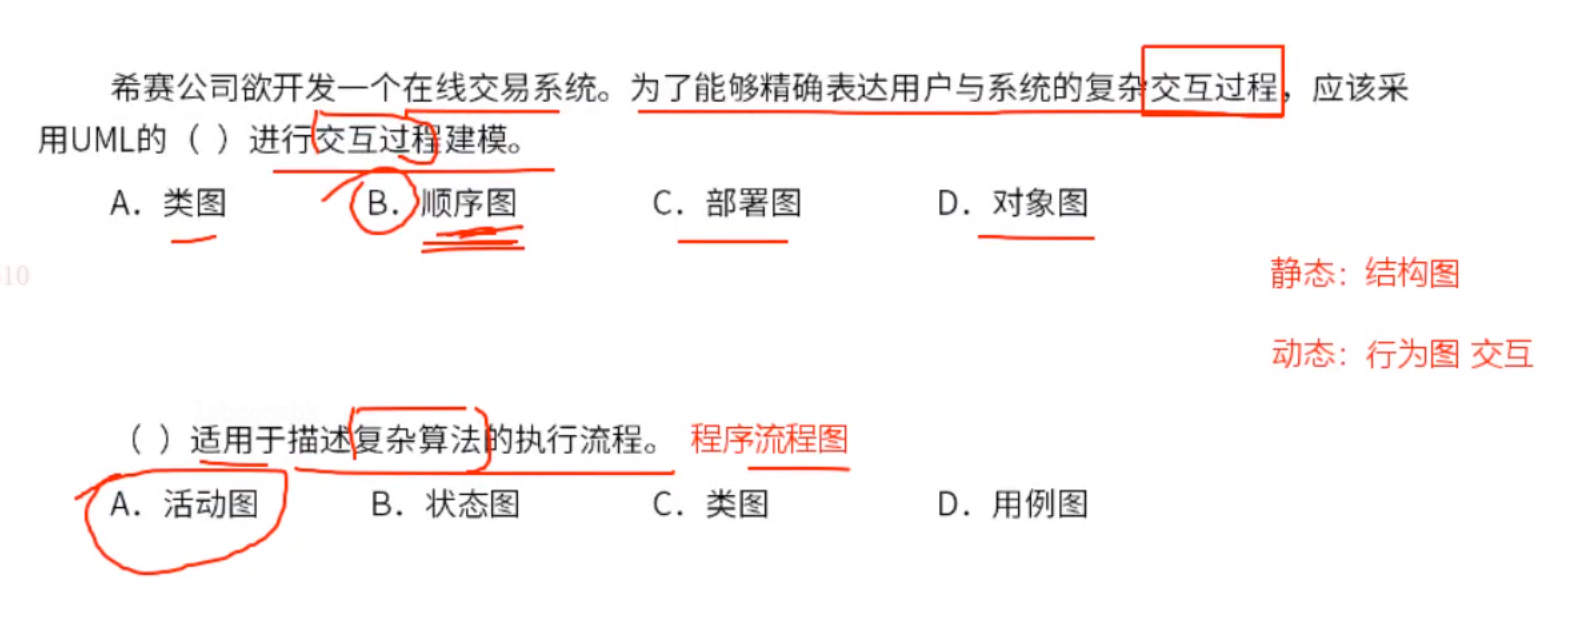 希赛公司欲开发一个在线交易系统。为了能够精确表达用户与系统的复杂交互过程，应该采
用UML的（ ）进行交互过程建模。
A．类图 B．顺序图 C．部署图 D．对象图
10
静态：结构图
动态：行为图 交互
（ ）适用于描述复杂算法的执行流程。 程序流程图
A．活动图 B．状态图 C．类图 D．用例图